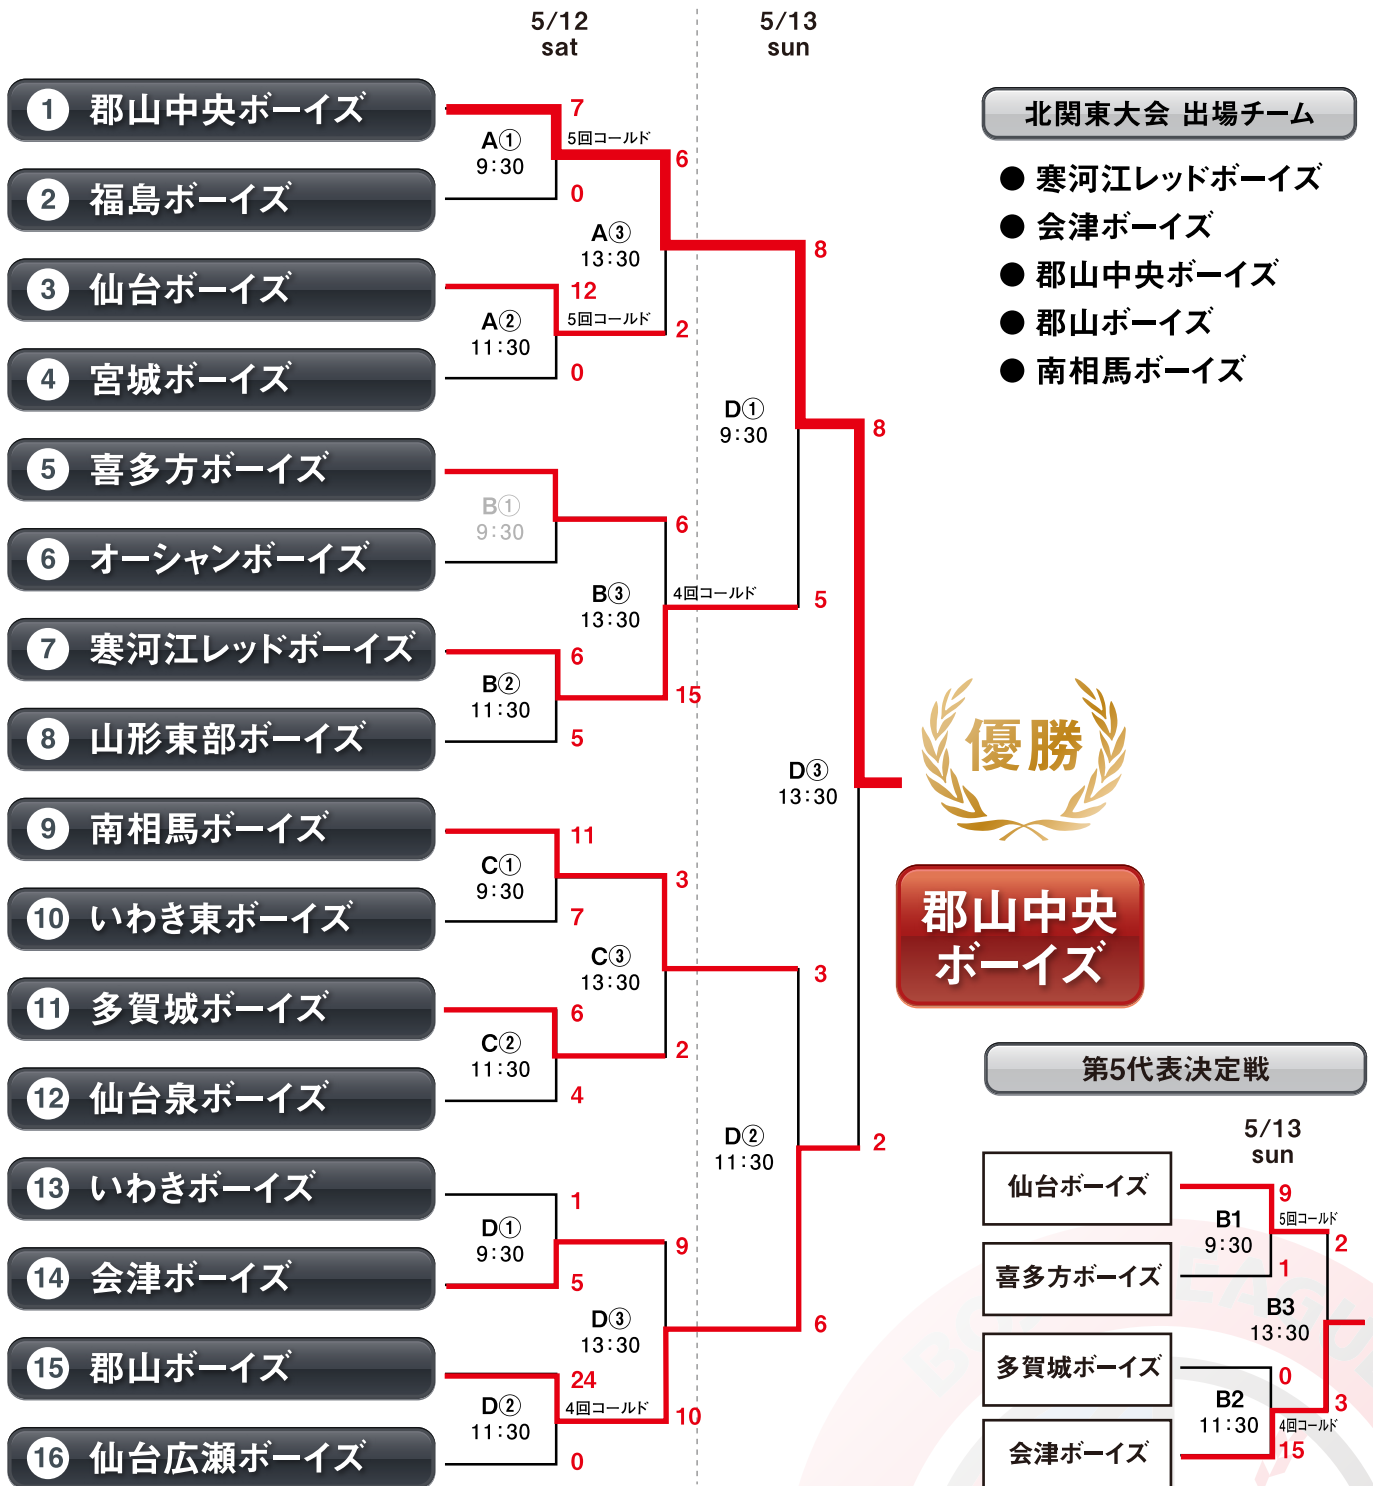 5/12
sat
5/13
sun
1 郡山中央ボーイズ
7
A① 5回コールド
9:30
6
2 福島ボーイズ
0
A③
13:30
8
3 仙台ボーイズ
12
A② 5回コールド
11:30
2
4 宮城ボーイズ
0
D①
9:30
8
5 喜多方ボーイズ
B①
9:30
6
6 オーシャンボーイズ
B③ 4回コールド
13:30
5
7 寒河江レッドボーイズ
6
B②
11:30
15
8 山形東部ボーイズ
5
D③
13:30
9 南相馬ボーイズ
11
C①
9:30
3
10 いわき東ボーイズ
7
C③
13:30
3
11 多賀城ボーイズ
6
C②
11:30
2
12 仙台泉ボーイズ
4
D②
11:30
2
13 いわきボーイズ
1
D①
9:30
9
14 会津ボーイズ
5
D③
13:30
6
15 郡山ボーイズ
24
D② 4回コールド
11:30
10
16 仙台広瀬ボーイズ
0
北関東大会 出場チーム
● 寒河江レッドボーイズ
● 会津ボーイズ
● 郡山中央ボーイズ
● 郡山ボーイズ
● 南相馬ボーイズ
優勝
郡山中央
ボーイズ
第5代表決定戦
5/13
sun
仙台ボーイズ
9
B1 5回コールド
9:30
2
喜多方ボーイズ
1
B3
13:30
多賀城ボーイズ
0
B2
11:30
3
4回コールド
会津ボーイズ
15